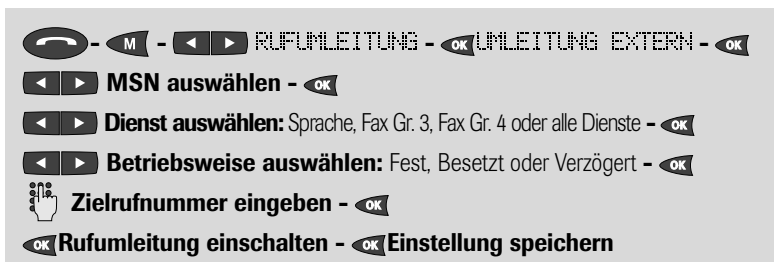 - M - RUFUMLEITUNG - OK UMLEITUNG EXTERN - OK
MSN auswählen - OK
Dienst auswählen: Sprache, Fax Gr. 3, Fax Gr. 4 oder alle Dienste - OK
Betriebsweise auswählen: Fest, Besetzt oder Verzögert - OK
Zielrufnummer eingeben - OK
OK Rufumleitung einschalten - OK Einstellung speichern